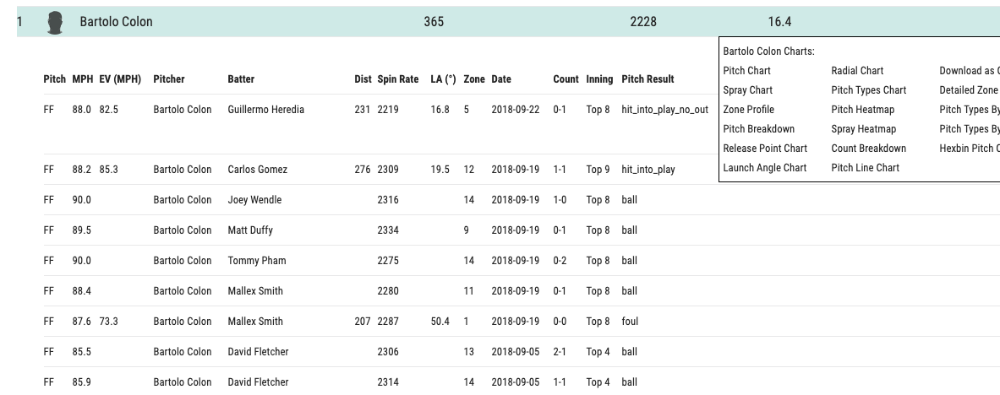 1 Bartolo Colon 365 2228 16.4
Bartolo Colon Charts:
Pitch Chart Radial Chart Download as
Spray Chart Pitch Types Chart Detailed Zone
Zone Profile Pitch Heatmap Pitch Types By
Pitch Breakdown Spray Heatmap Pitch Types By
Release Point Chart Count Breakdown Hexbin Pitch
Launch Angle Chart Pitch Line Chart
Pitch MPH EV (MPH) Pitcher Batter Dist Spin Rate LA (°) Zone Date Count Inning Pitch Result
FF 88.0 82.5 Bartolo Colon Guillermo Heredia 231 2219 16.8 5 2018-09-22 0-1 Top 8 hit_into_play_no_out
FF 88.2 85.3 Bartolo Colon Carlos Gomez 276 2309 19.5 12 2018-09-19 1-1 Top 9 hit_into_play
FF 90.0 Bartolo Colon Joey Wendle 2316 14 2018-09-19 1-0 Top 8 ball
FF 89.5 Bartolo Colon Matt Duffy 2334 9 2018-09-19 0-1 Top 8 ball
FF 90.0 Bartolo Colon Tommy Pham 2275 14 2018-09-19 0-2 Top 8 ball
FF 88.4 Bartolo Colon Mallex Smith 2280 11 2018-09-19 0-1 Top 8 ball
FF 87.6 73.3 Bartolo Colon Mallex Smith 207 2287 50.4 1 2018-09-19 0-0 Top 8 foul
FF 85.5 Bartolo Colon David Fletcher 2306 13 2018-09-05 2-1 Top 4 ball
FF 85.9 Bartolo Colon David Fletcher 2314 14 2018-09-05 1-1 Top 4 ball